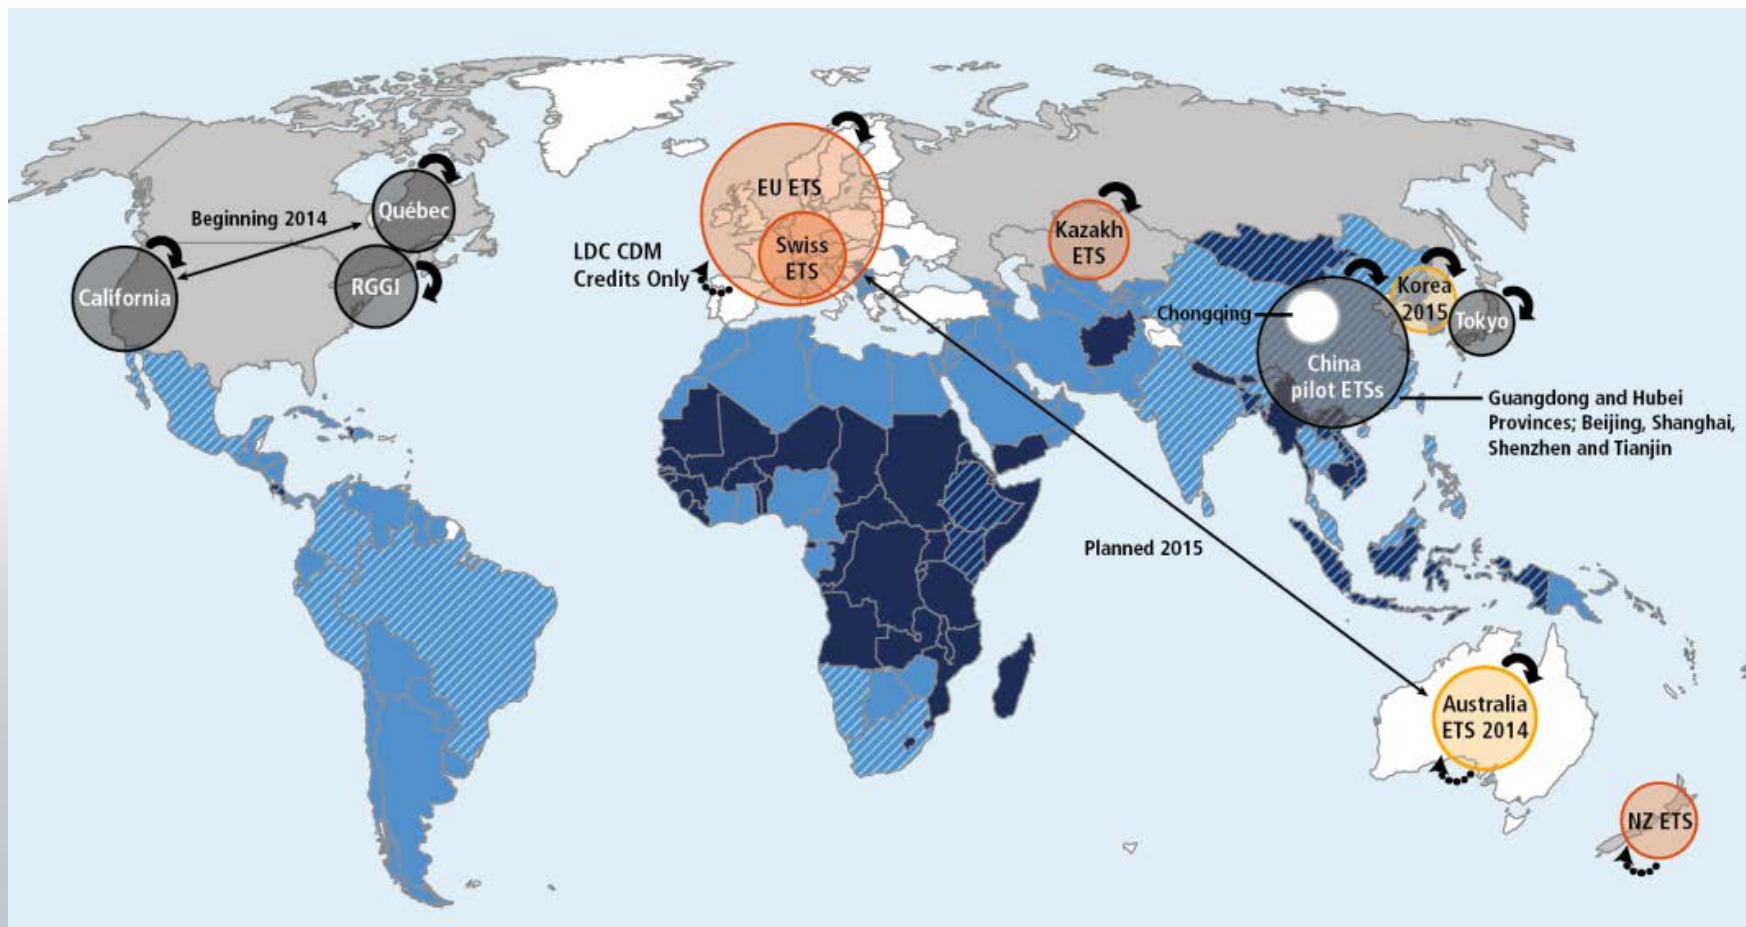 Beginning 2014
Québec
California
RGGI
EU ETS
Swiss
ETS
LDC CDM
Credits Only
Kazakh
ETS
Chongqing
China
pilot ETSs
Korea
2015
Tokyo
Guangdong and Hubei
Provinces; Beijing, Shanghai,
Shenzhen and Tianjin
Planned 2015
Australia
ETS 2014
NZ ETS